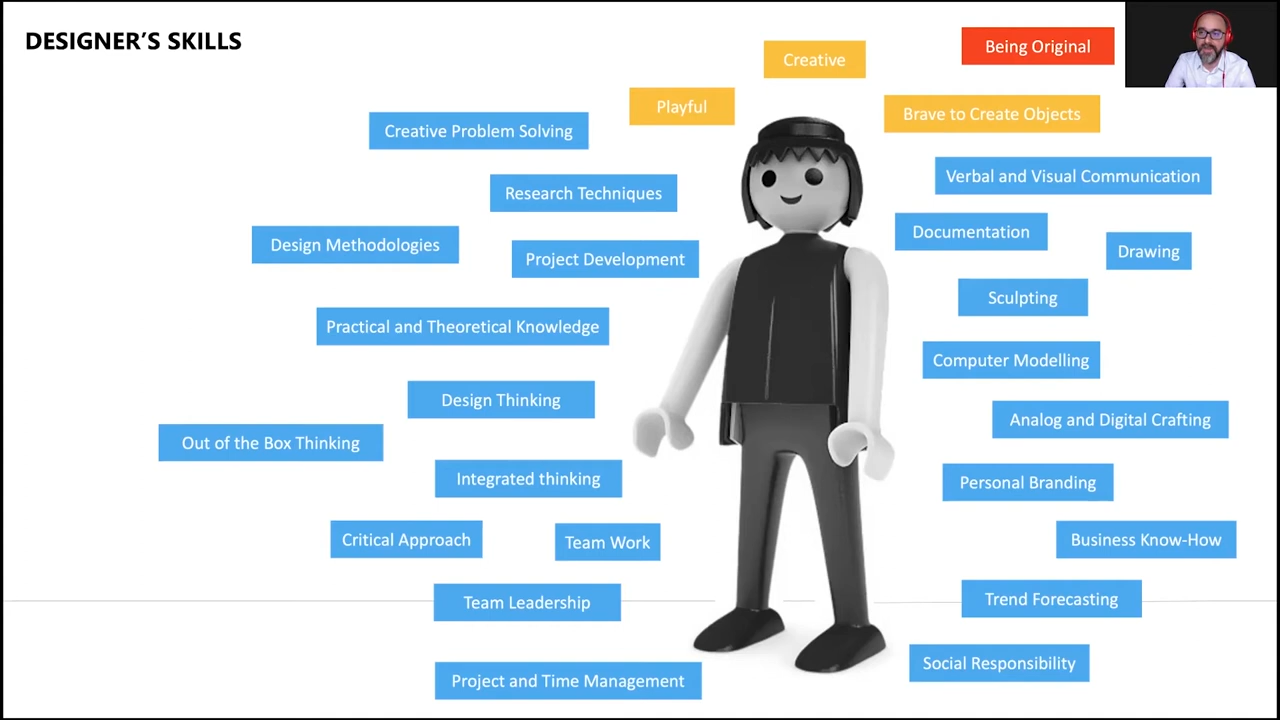 DESIGNER'S SKILLS
Being Original
Creative
Playful
Brave to Create Objects
Creative Problem Solving
Verbal and Visual Communication
Research Techniques
Documentation
Design Methodologies
Drawing
Project Development
Sculpting
Practical and Theoretical Knowledge
Computer Modelling
Design Thinking
Analog and Digital Crafting
Out of the Box Thinking
Integrated thinking
Personal Branding
Critical Approach
Team Work
Business Know-How
Team Leadership
Trend Forecasting
Social Responsibility
Project and Time Management